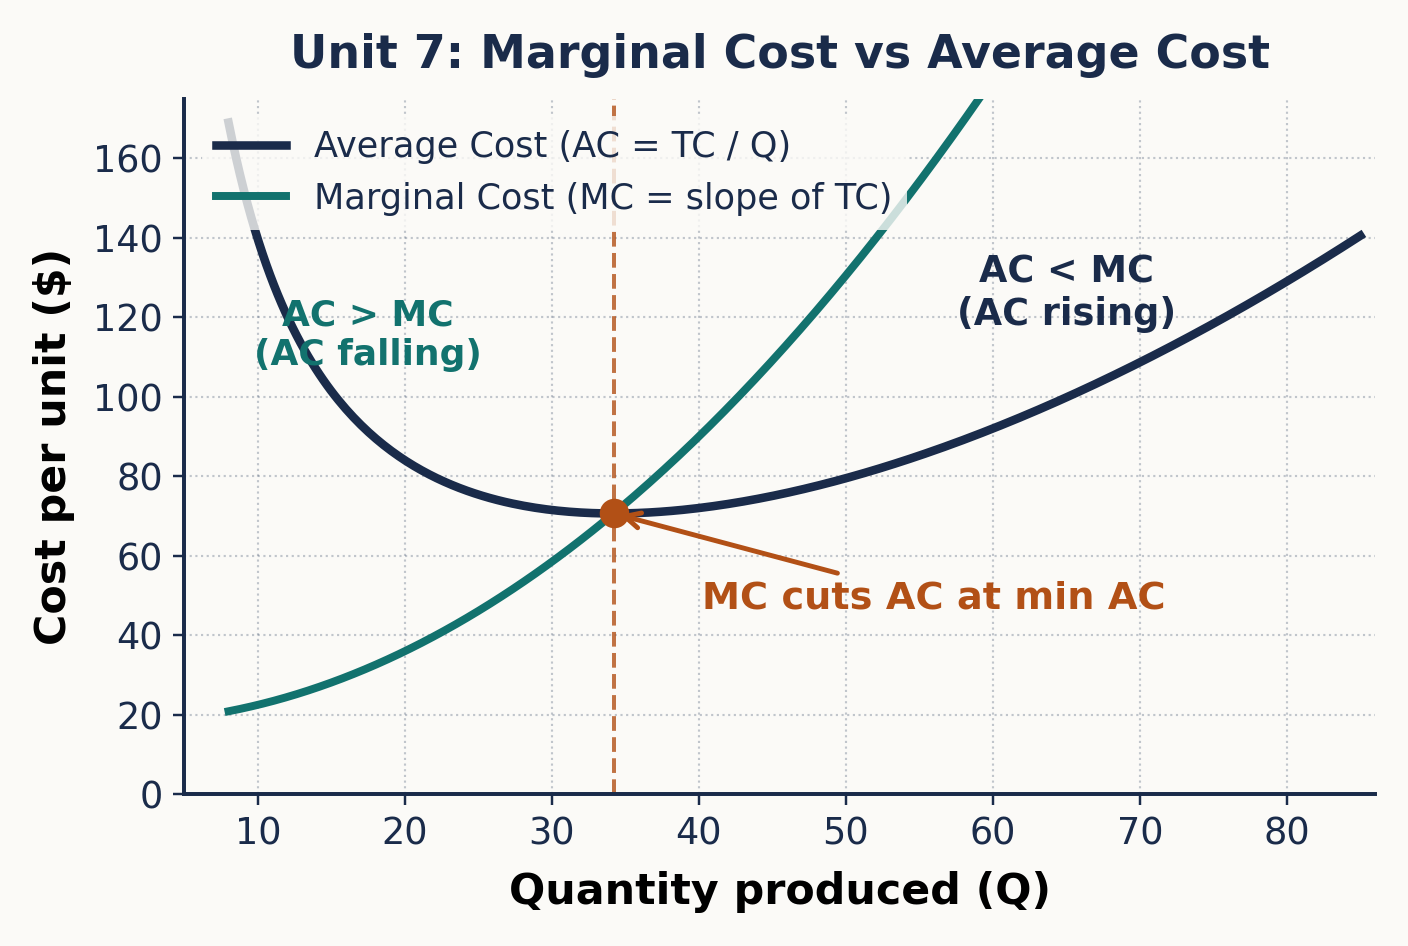 Unit 7: Marginal Cost vs Average Cost
Average Cost (AC = TC / Q)
Marginal Cost (MC = slope of TC)
AC > MC
(AC falling)
AC < MC
(AC rising)
MC cuts AC at min AC
Cost per unit ($)
160
140
120
100
80
60
40
20
0
10 20 30 40 50 60 70 80
Quantity produced (Q)